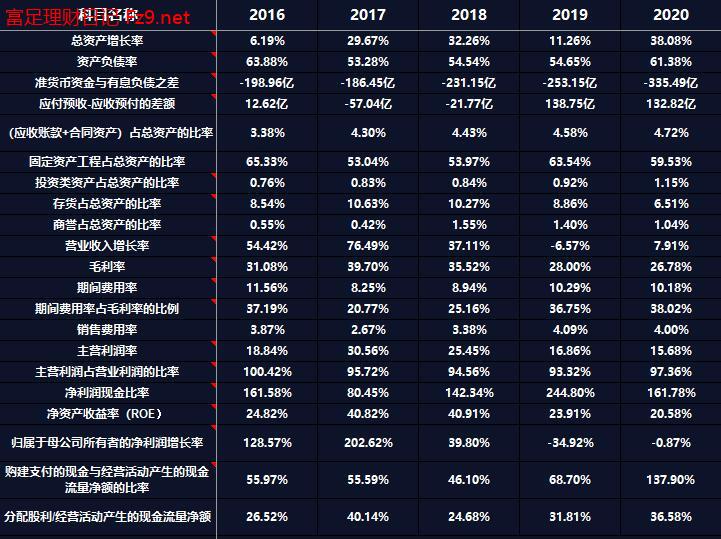 富足理财日记 fz9.net
科目名称 2016 2017 2018 2019 2020
总资产增长率 6.19% 29.67% 32.26% 11.26% 38.08%
资产负债率 63.88% 53.28% 54.54% 54.65% 61.38%
准货币资金与有息负债之差 -198.96亿 -186.45亿 -231.15亿 -253.15亿 -335.49亿
应付预收-应收预付的差额 12.62亿 -57.04亿 -21.77亿 138.75亿 132.82亿
（应收账款+合同资产）占总资产的比率 3.38% 4.30% 4.43% 4.58% 4.72%
固定资产工程占总资产的比率 65.33% 53.04% 53.97% 63.54% 59.53%
投资类资产占总资产的比率 0.76% 0.83% 0.84% 0.92% 1.15%
存货占总资产的比率 8.54% 10.63% 10.27% 8.86% 6.51%
商誉占总资产的比率 0.55% 0.42% 1.55% 1.40% 1.04%
营业收入增长率 54.42% 76.49% 37.11% -6.57% 7.91%
毛利率 31.08% 39.70% 35.52% 28.00% 26.78%
期间费用率 11.56% 8.25% 8.94% 10.29% 10.18%
期间费用率占毛利率的比例 37.19% 20.77% 25.16% 36.75% 38.02%
销售费用率 3.87% 2.67% 3.38% 4.09% 4.00%
主营利润率 18.84% 30.56% 25.45% 16.86% 15.68%
主营利润占营业利润的比率 100.42% 95.72% 94.56% 93.32% 97.36%
净利润现金比率 161.58% 80.45% 142.34% 244.80% 161.78%
净资产收益率（ROE） 24.82% 40.82% 40.91% 23.91% 20.58%
归属于母公司所有者的净利润增长率 128.57% 202.62% 39.80% -34.92% -0.87%
购建支付的现金与经营活动产生的现金
流量净额的比率 55.97% 55.59% 46.10% 68.70% 137.90%
分配股利/经营活动产生的现金流量净额 26.52% 40.14% 24.68% 31.81% 36.58%